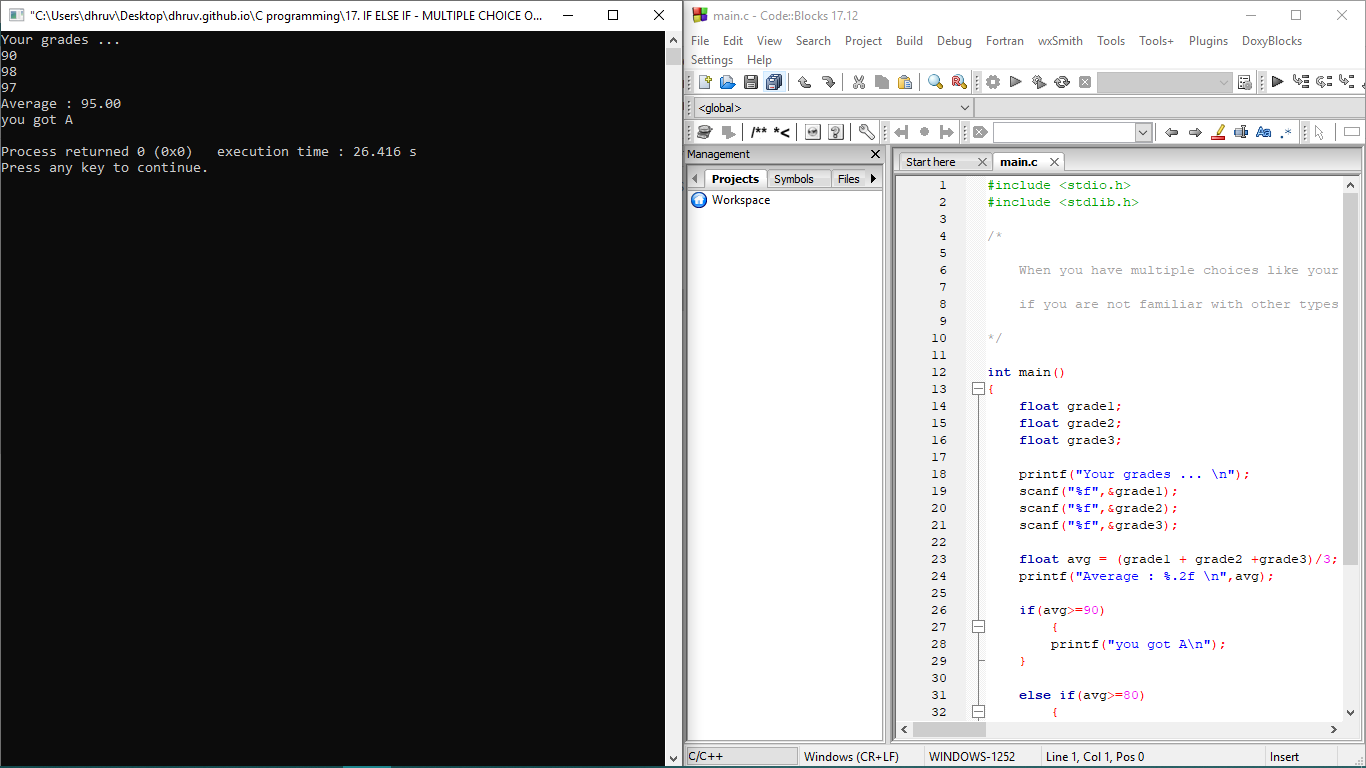 "C:\Users\dhruv\Desktop\dhruv.github.io\C programming\17. IF ELSE IF - MULTIPLE CHOICE O...
Your grades ...
90
98
97
Average : 95.00
you got A
Process returned 0 (0x0)   execution time : 26.416 s
Press any key to continue.
main.c - Code::Blocks 17.12
File Edit View Search Project Build Debug Fortran wxSmith Tools Tools+ Plugins DoxyBlocks
Settings Help
<global>
/** *<
Aa .*
Management
Projects Symbols Files
Workspace
Start here main.c
1 #include <stdio.h>
2 #include <stdlib.h>
3
4 /*
5
6 When you have multiple choices like your
7
8 if you are not familiar with other types
9
10 */
11
12 int main()
13 {
14 float grade1;
15 float grade2;
16 float grade3;
17
18 printf("Your grades ... \n");
19 scanf("%f",&grade1);
20 scanf("%f",&grade2);
21 scanf("%f",&grade3);
22
23 float avg = (grade1 + grade2 +grade3)/3;
24 printf("Average : %.2f \n",avg);
25
26 if(avg>=90)
27 {
28 printf("you got A\n");
29 }
30
31 else if(avg>=80)
32 {
C/C++ Windows (CR+LF) WINDOWS-1252 Line 1, Col 1, Pos 0 Insert